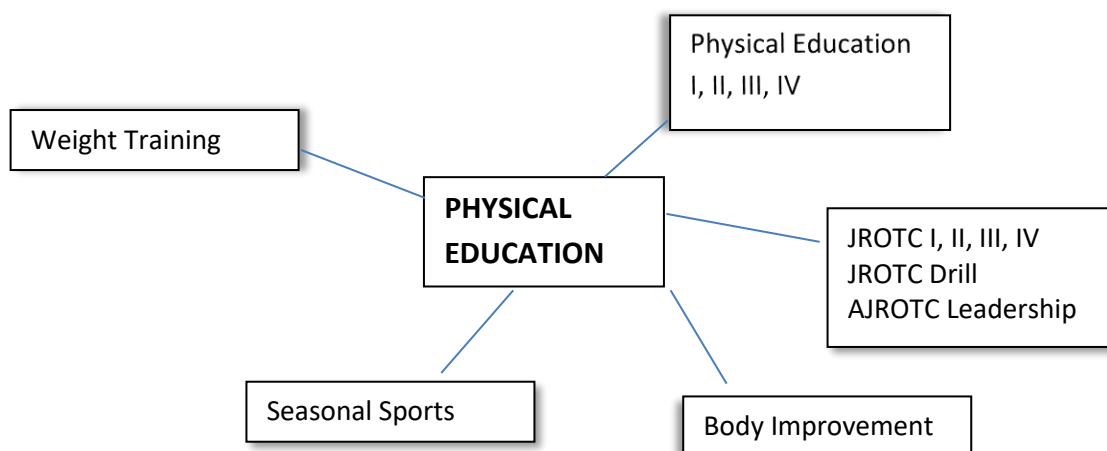 Physical Education
I, II, III, IV
Weight Training
PHYSICAL
EDUCATION
JROTC I, II, III, IV
JROTC Drill
AJROTC Leadership
Seasonal Sports
Body Improvement